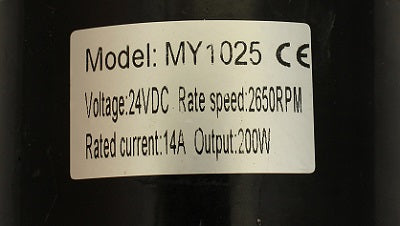 Model: MY1025 CE
Voltage:24VDC Rate speed:2650RPM
Rated current:14A Output:200W